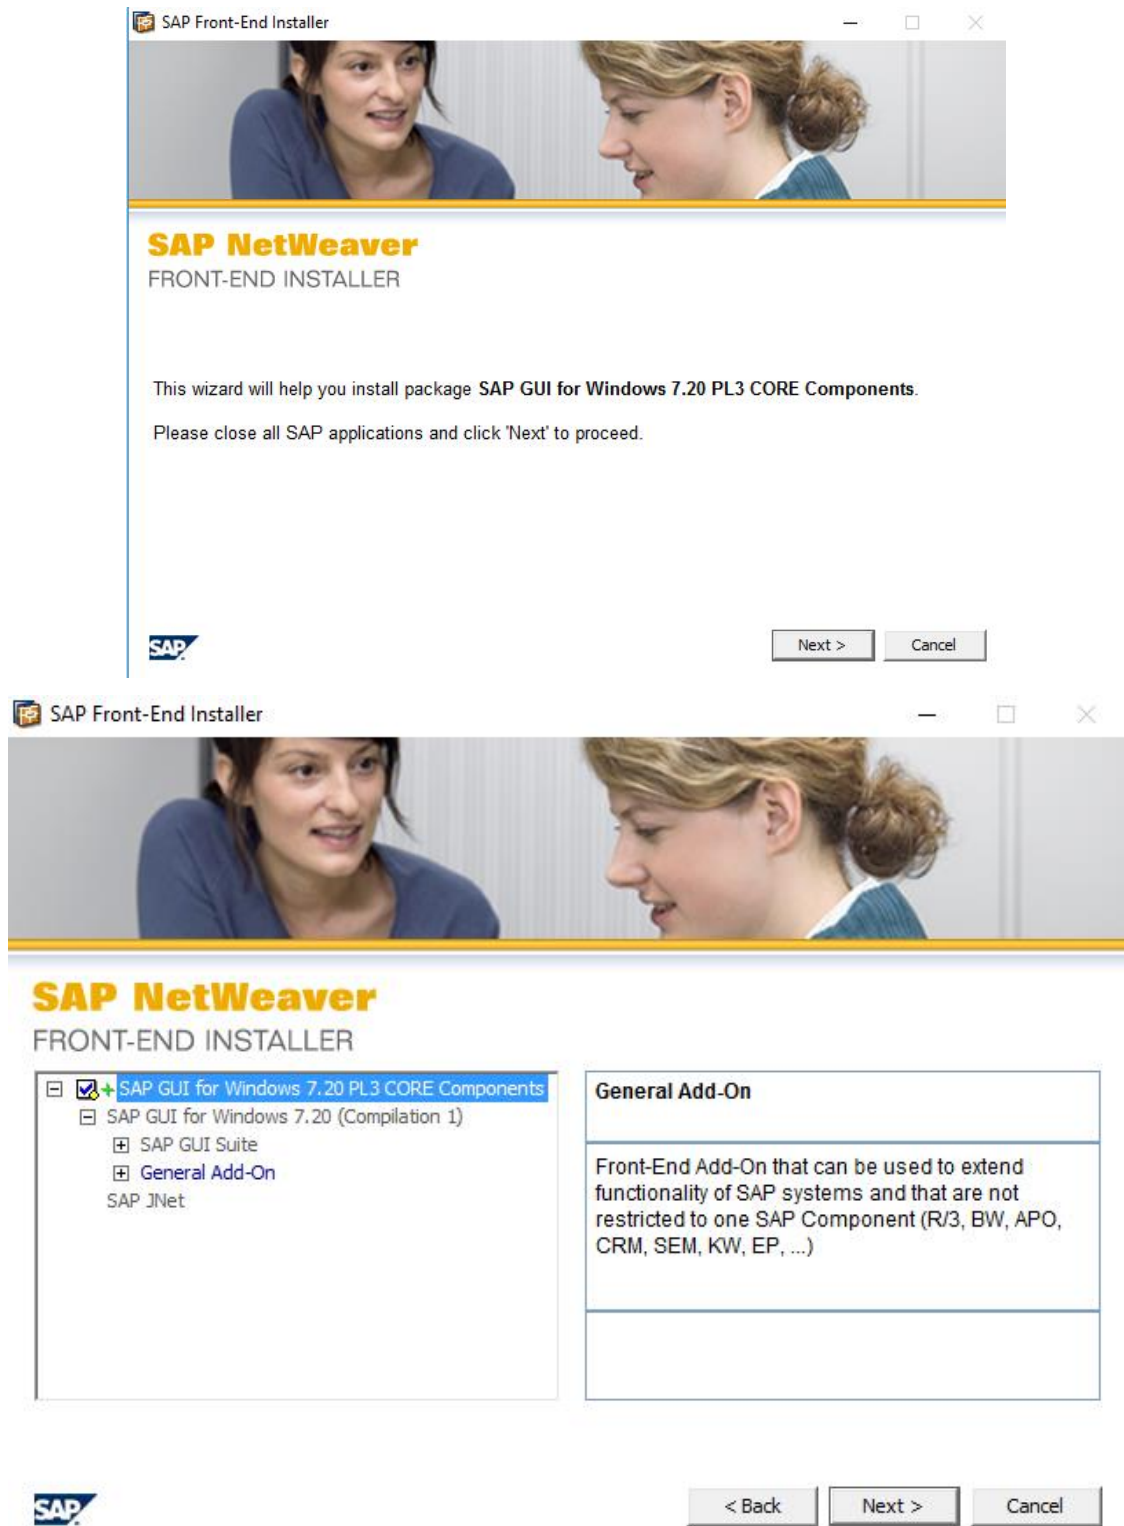 SAP Front-End Installer
SAP NetWeaver
FRONT-END INSTALLER
This wizard will help you install package SAP GUI for Windows 7.20 PL3 CORE Components.
Please close all SAP applications and click 'Next' to proceed.
SAP
Next >
Cancel
SAP Front-End Installer
SAP NetWeaver
FRONT-END INSTALLER
SAP GUI for Windows 7.20 PL3 CORE Components
SAP GUI for Windows 7.20 (Compilation 1)
SAP GUI Suite
General Add-On
SAP JNet
General Add-On
Front-End Add-On that can be used to extend
functionality of SAP systems and that are not
restricted to one SAP Component (R/3, BW, APO,
CRM, SEM, KW, EP, ...)
SAP
< Back
Next >
Cancel